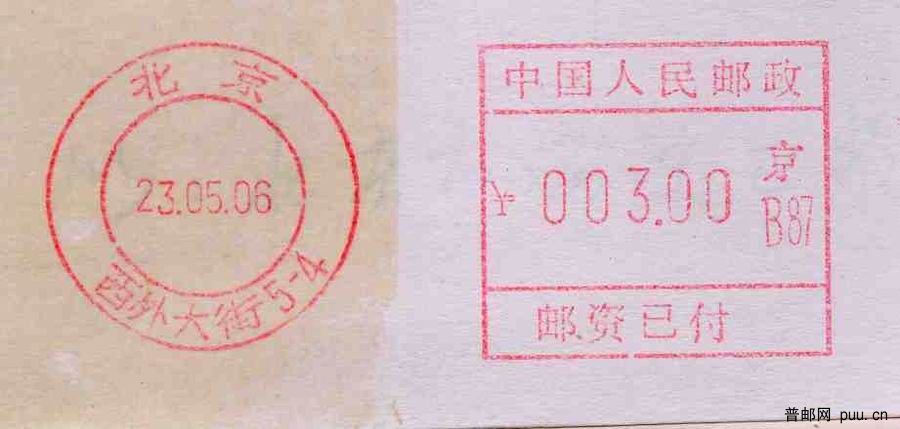 北京
23.05.06
西外大街5-4
中国人民邮政
003.00
京
B87
邮资已付
普邮网 puu.cn